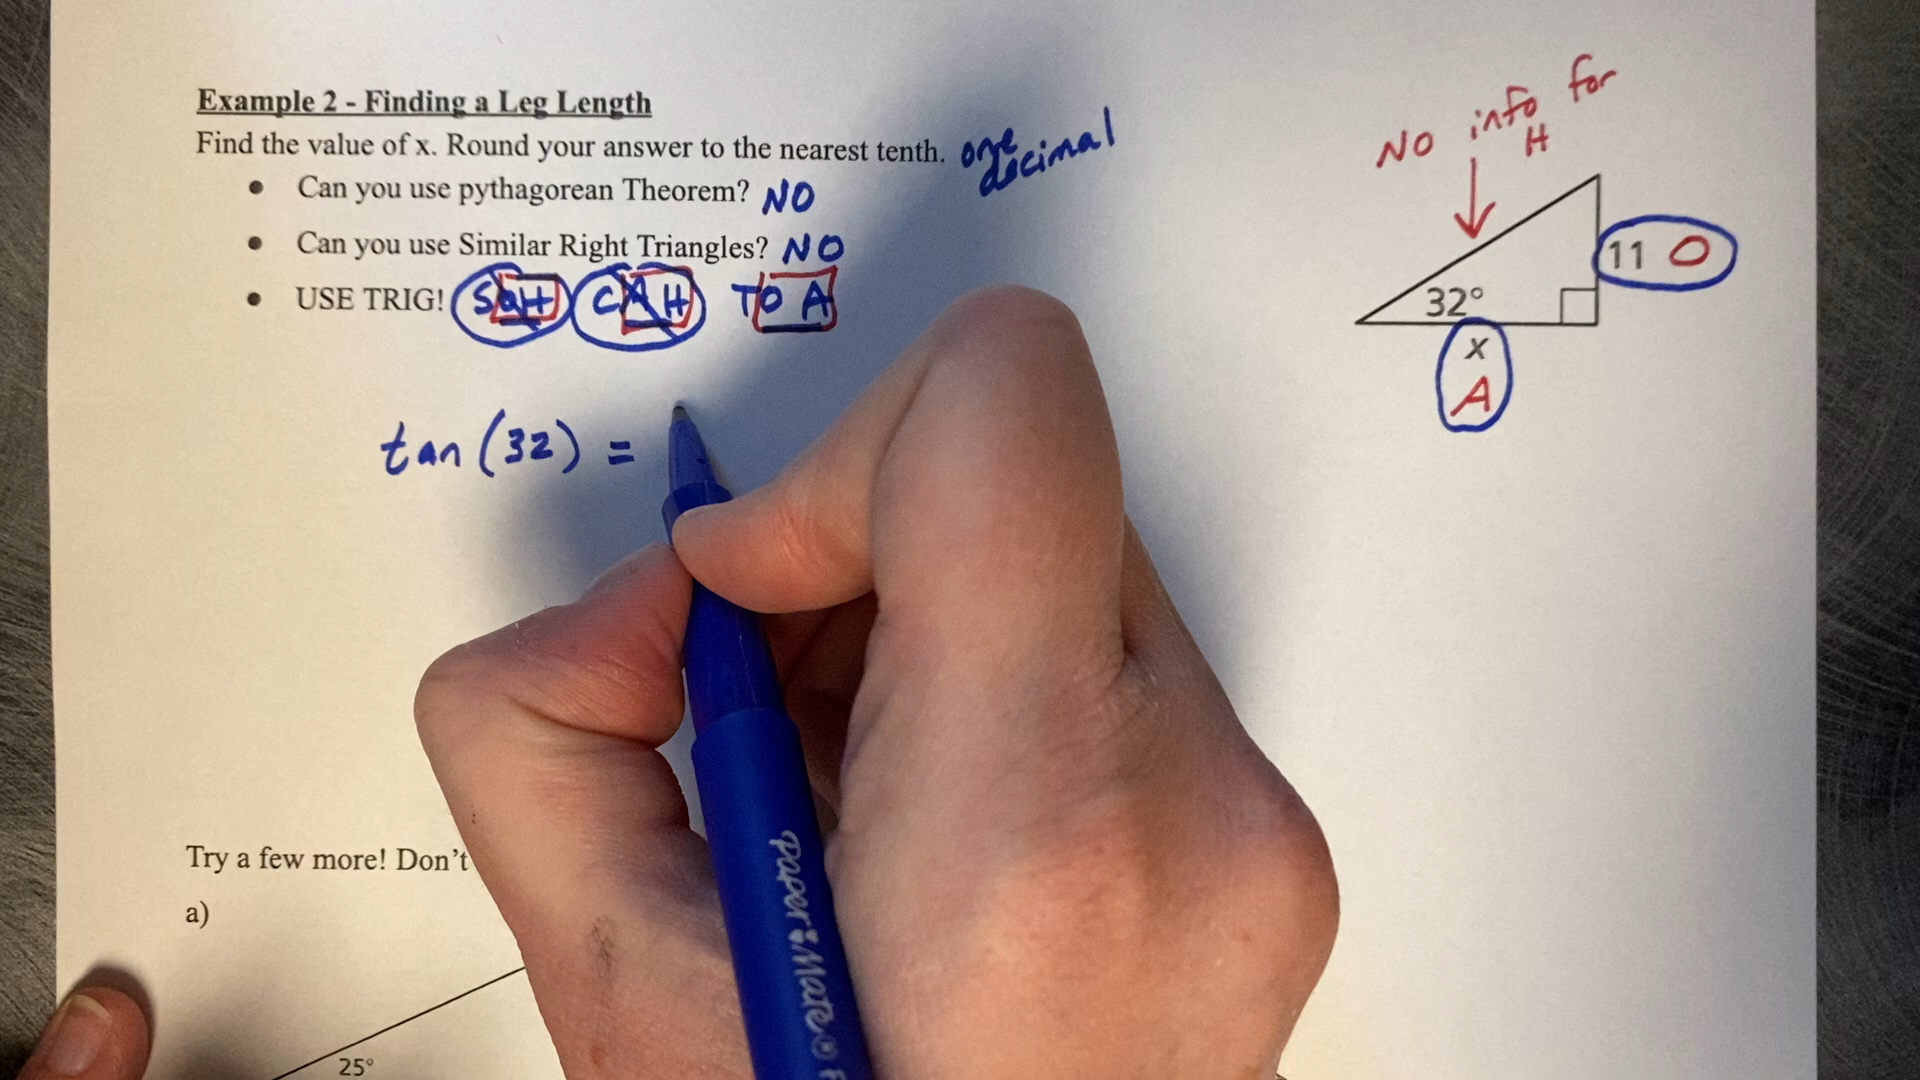 Example 2 - Finding a Leg Length
Find the value of x. Round your answer to the nearest tenth. one decimal
Can you use pythagorean Theorem? NO
Can you use Similar Right Triangles? NO
USE TRIG! SOH CAH TOA
NO info for H
11 O
32°
x
A
tan (32) =
Try a few more! Don't
a)
25°
Paper:Mate®